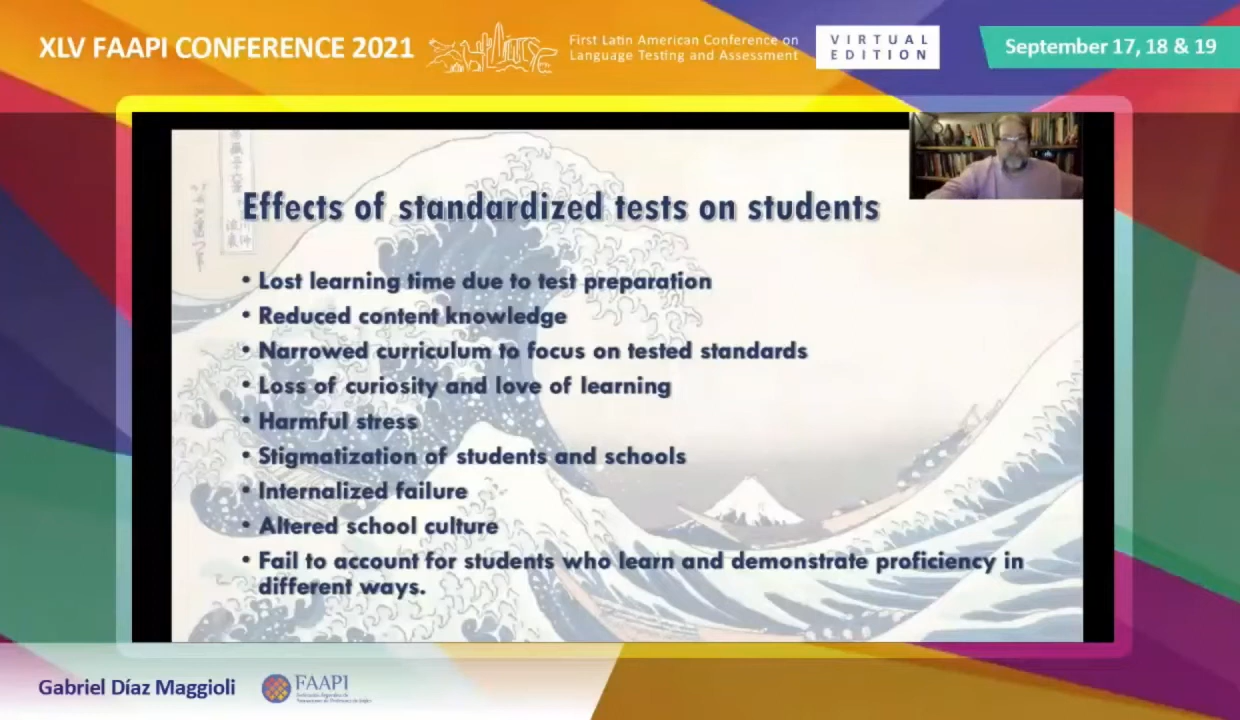 XLV FAAPI CONFERENCE 2021
First Latin American Conference on
Language Testing and Assessment
VIRTUAL
EDITION
September 17, 18 & 19
Effects of standardized tests on students
• Lost learning time due to test preparation
• Reduced content knowledge
• Narrowed curriculum to focus on tested standards
• Loss of curiosity and love of learning
• Harmful stress
• Stigmatization of students and schools
• Internalized failure
• Altered school culture
• Fail to account for students who learn and demonstrate proficiency in
different ways.
Gabriel Díaz Maggioli
FAAPI